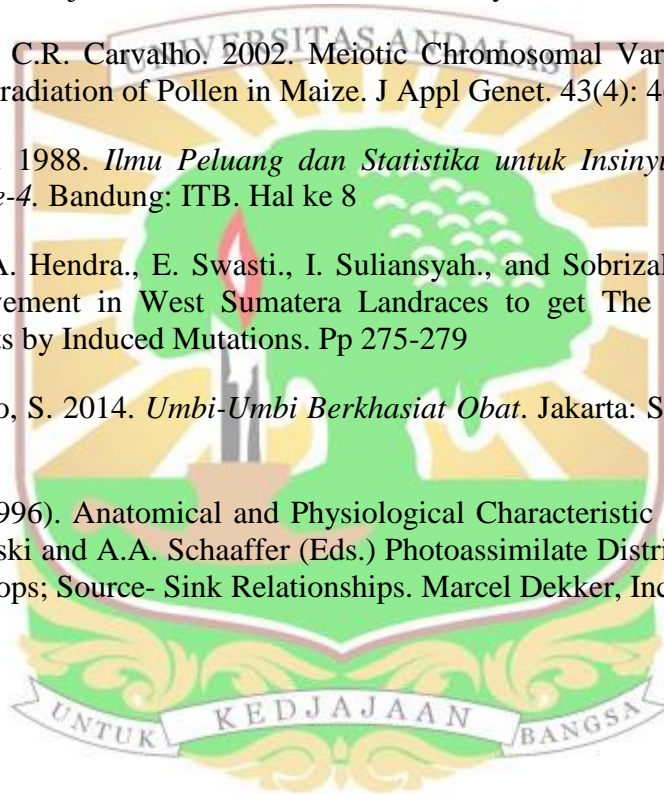 UNIVERSITAS ANDALAS
C.R. Carvalho. 2002. Meiotic Chromosomal Var
radiation of Pollen in Maize. J Appl Genet. 43(4):
1988. Ilmu Peluang dan Statistika untuk
e-4. Bandung: ITB. Hal ke 8
A. Hendra., E. Swasti., I. Suliansyah., and
vement in West Sumatera Landraces to get The
ts by Induced Mutations. Pp 275-279
o, S. 2014. Umbi-Umbi Berkhasiat Obat. Jakarta: S
996). Anatomical and Physiological Characteristic
ski and A.A. Schaaffer (Eds.) Photoassimilate Distri
ops; Source- Sink Relationships. Marcel Dekker, Inc
UNTUK KEDJAJAAN BANGSA